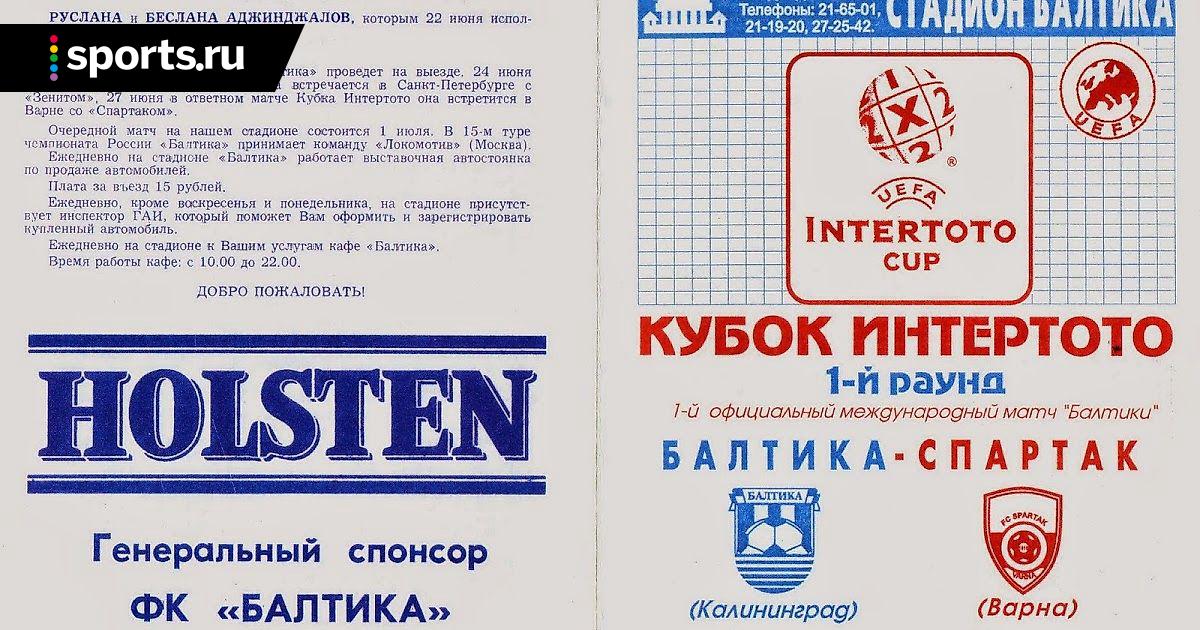 РУСЛАНА и БЕСЛАНА АДЖИНДЖАЛОВ, которым 22 июня испол-
sports.ru
тика» проведет на выезде, 24 июня
встречается в Санкт-Петербурге с
«Зенитом», 27 июня в ответном матче Кубка Интертото она встретится в
Варне со «Спартаком».
Очередной матч на нашем стадионе состоится 1 июля. В 15-м туре
чемпионата России «Балтика» принимает команду «Локомотив» (Москва).
Ежедневно на стадионе «Балтика» работает выставочная автостоянка
по продаже автомобилей.
Плата за въезд 15 рублей.
Ежедневно, кроме воскресенья и понедельника, на стадионе присутст-
вует инспектор ГАИ, который поможет Вам оформить и зарегистрировать
купленный автомобиль.
Ежедневно на стадионе к Вашим услугам кафе «Балтика».
Время работы кафе: с 10.00 до 22.00.
ДОБРО ПОЖАЛОВАТЬ!
HOLSTEN
Генеральный спонсор
ФК «БАЛТИКА»
Телефоны: 21-65-01,
21-19-20, 27-25-42.
СТАДИОН БАЛТИКА
1 X 2
2
2
®
UEFA
INTERTOTO
CUP
UEFA
КУБОК ИНТЕРТОТО
1-й раунд
1-й официальный международный матч "Балтики"
БАЛТИКА-СПАРТАК
БАЛТИКА
FC SPARTAK
VARNA
(Калининград)
(Варна)